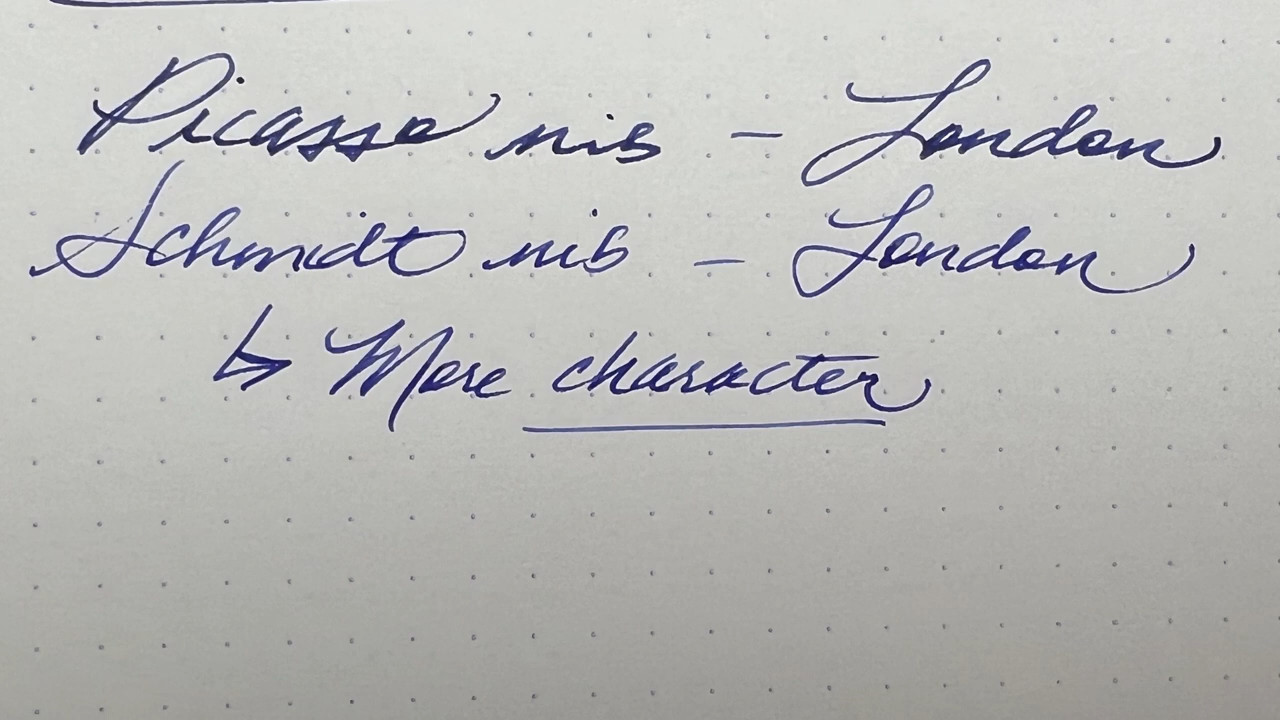 Picasso nib - London
Schmidt nib - London
↳ More character